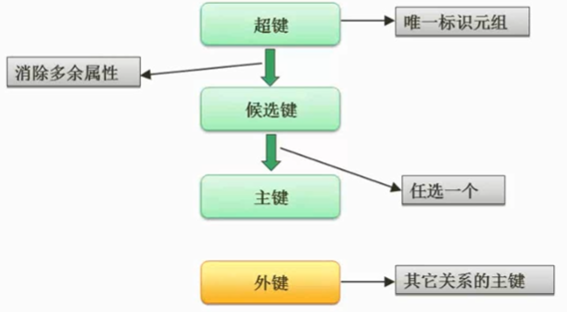 超键
唯一标识元组
消除多余属性
候选键
任选一个
主键
外键
其它关系的主键